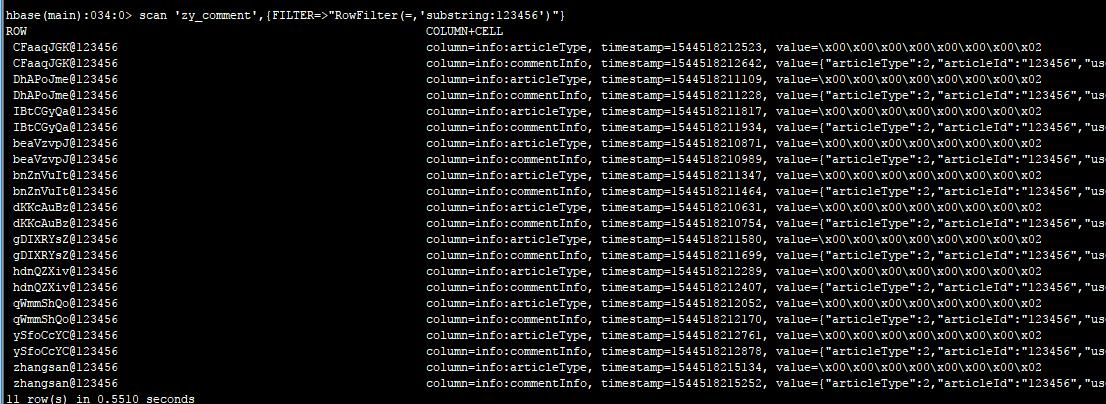 hbase(main):034:0> scan 'zy_comment',{FILTER=>"RowFilter(=,'substring:123456')"}
ROW COLUMN+CELL
CFaaqJGK@123456 column=info:articleType, timestamp=1544518212523, value=\x00\x00\x00\x00\x00\x00\x00\x02
CFaaqJGK@123456 column=info:commentInfo, timestamp=1544518212642, value={"articleType":2,"articleId":"123456","us
DhAPoJme@123456 column=info:articleType, timestamp=1544518211109, value=\x00\x00\x00\x00\x00\x00\x00\x02
DhAPoJme@123456 column=info:commentInfo, timestamp=1544518211228, value={"articleType":2,"articleId":"123456","us
IBtCGyQa@123456 column=info:articleType, timestamp=1544518211817, value=\x00\x00\x00\x00\x00\x00\x00\x02
IBtCGyQa@123456 column=info:commentInfo, timestamp=1544518211934, value={"articleType":2,"articleId":"123456","us
beaVzvpJ@123456 column=info:articleType, timestamp=1544518210871, value=\x00\x00\x00\x00\x00\x00\x00\x02
beaVzvpJ@123456 column=info:commentInfo, timestamp=1544518210989, value={"articleType":2,"articleId":"123456","us
bnZnVuIt@123456 column=info:articleType, timestamp=1544518211347, value=\x00\x00\x00\x00\x00\x00\x00\x02
bnZnVuIt@123456 column=info:commentInfo, timestamp=1544518211464, value={"articleType":2,"articleId":"123456","us
dKKcAuBz@123456 column=info:articleType, timestamp=1544518210631, value=\x00\x00\x00\x00\x00\x00\x00\x02
dKKcAuBz@123456 column=info:commentInfo, timestamp=1544518210754, value={"articleType":2,"articleId":"123456","us
gDIXRYsZ@123456 column=info:articleType, timestamp=1544518211580, value=\x00\x00\x00\x00\x00\x00\x00\x02
gDIXRYsZ@123456 column=info:commentInfo, timestamp=1544518211699, value={"articleType":2,"articleId":"123456","us
hdnQZXiv@123456 column=info:articleType, timestamp=1544518212289, value=\x00\x00\x00\x00\x00\x00\x00\x02
hdnQZXiv@123456 column=info:commentInfo, timestamp=1544518212407, value={"articleType":2,"articleId":"123456","us
qWmmShQo@123456 column=info:articleType, timestamp=1544518212052, value=\x00\x00\x00\x00\x00\x00\x00\x02
qWmmShQo@123456 column=info:commentInfo, timestamp=1544518212170, value={"articleType":2,"articleId":"123456","us
ySfoCcYC@123456 column=info:articleType, timestamp=1544518212761, value=\x00\x00\x00\x00\x00\x00\x00\x02
ySfoCcYC@123456 column=info:commentInfo, timestamp=1544518212878, value={"articleType":2,"articleId":"123456","us
zhangsan@123456 column=info:articleType, timestamp=1544518215134, value=\x00\x00\x00\x00\x00\x00\x00\x02
zhangsan@123456 column=info:commentInfo, timestamp=1544518215252, value={"articleType":2,"articleId":"123456","us
11 row(s) in 0.5510 seconds